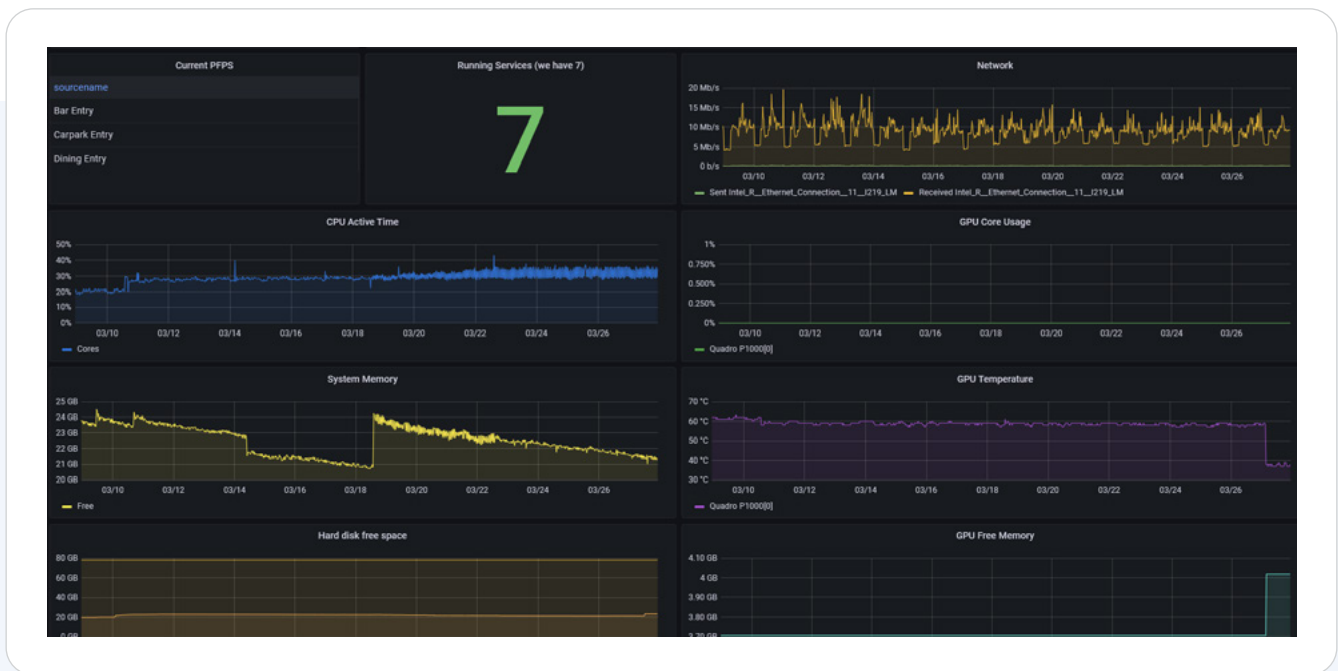 Current PFPS
sourcename
Bar Entry
Carpark Entry
Dining Entry
Running Services (we have 7)
7
Network
20 Mb/s
15 Mb/s
10 Mb/s
5 Mb/s
0 b/s
03/10 03/12 03/14 03/16 03/18 03/20 03/22 03/24 03/26
Sent Intel_R__Ethernet_Connection__11__I219_LM Received Intel_R__Ethernet_Connection__11__I219_LM
CPU Active Time
50%
40%
30%
20%
10%
0%
03/10 03/12 03/14 03/16 03/18 03/20 03/22 03/24 03/26
Cores
GPU Core Usage
1%
0.750%
0.500%
0.250%
0%
03/10 03/12 03/14 03/16 03/18 03/20 03/22 03/24 03/26
Quadro P1000[0]
System Memory
25 GB
24 GB
23 GB
22 GB
21 GB
20 GB
03/10 03/12 03/14 03/16 03/18 03/20 03/22 03/24 03/26
Free
GPU Temperature
70 °C
60 °C
50 °C
40 °C
30 °C
03/10 03/12 03/14 03/16 03/18 03/20 03/22 03/24 03/26
Quadro P1000[0]
Hard disk free space
80 GB
60 GB
40 GB
20 GB
0 GB
GPU Free Memory
4.10 GB
4 GB
3.90 GB
3.80 GB
3.70 GB